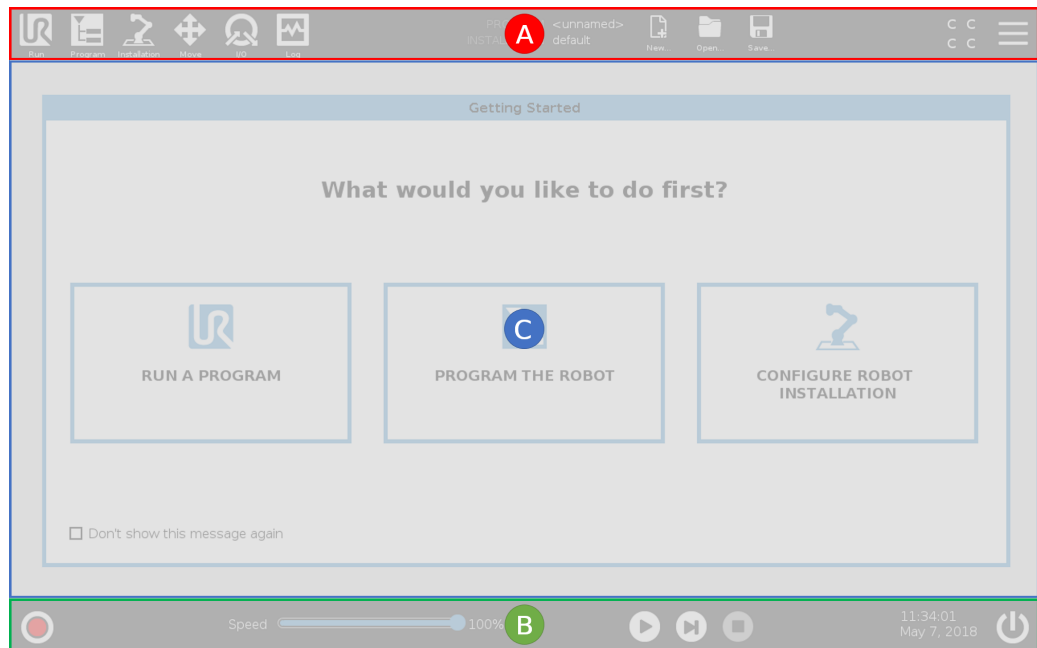 <unnamed>
default
C C
C C
Run
Program
Installation
Move
I/O
Log
A
New...
Open...
Save...
Getting Started
What would you like to do first?
C
RUN A PROGRAM
PROGRAM THE ROBOT
CONFIGURE ROBOT
INSTALLATION
Don't show this message again
Speed
100%
B
11:34:01
May 7, 2018